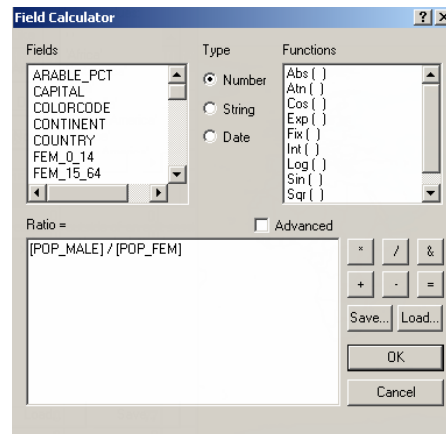 Field Calculator
? ×
Fields
Type
Functions
ARABLE_PCT
CAPITAL
COLORCODE
CONTINENT
COUNTRY
FEM_0_14
FEM_15_64
Number
String
Date
Abs ( )
Atn ( )
Cos ( )
Exp ( )
Fix ( )
Int ( )
Log ( )
Sin ( )
Sqr ( )
Ratio =
Advanced
[POP_MALE] / [POP_FEM]
* / &
+ - =
Save... Load...
OK
Cancel